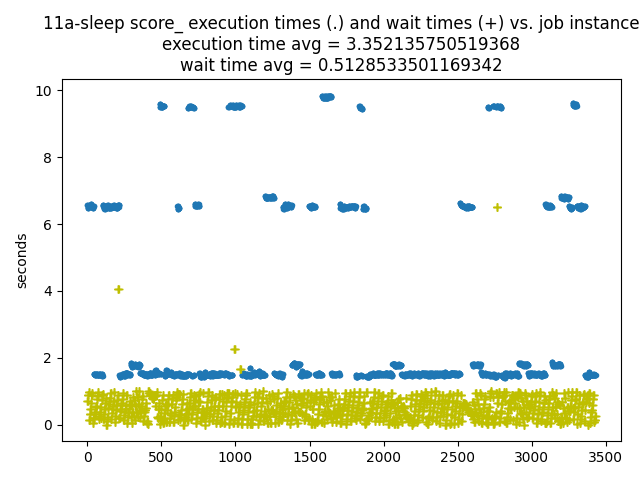 11a-sleep score_ execution times (.) and wait times (+) vs. job instance
execution time avg = 3.352135750519368
wait time avg = 0.5128533501169342
10
8
6
4
2
0
seconds
0 500 1000 1500 2000 2500 3000 3500